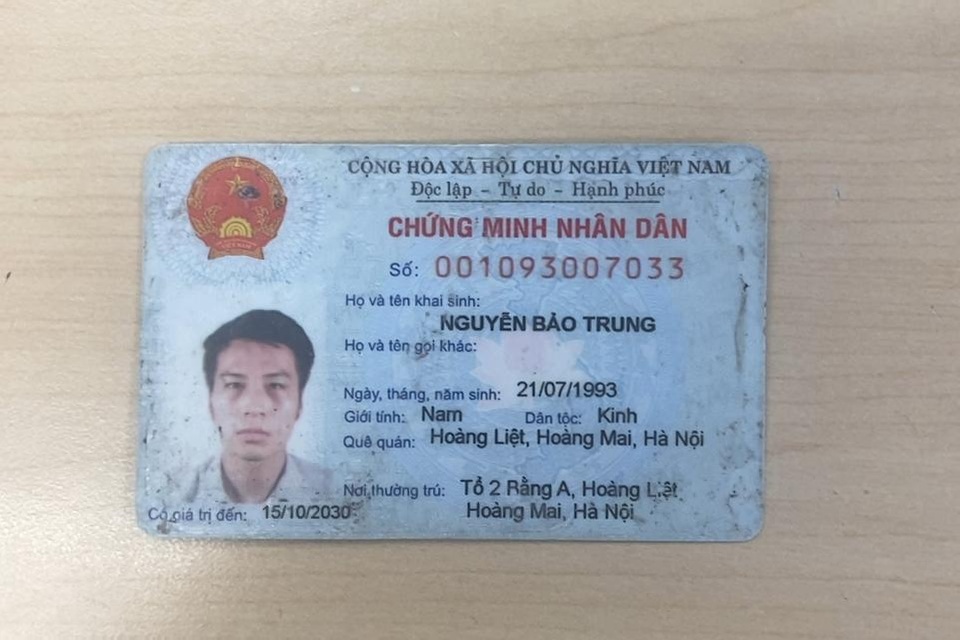 CỘNG HÒA XÃ HỘI CHỦ NGHĨA VIỆT NAM
Độc lập - Tự do - Hạnh phúc
CHỨNG MINH NHÂN DÂN
Số: 001093007033
Họ và tên khai sinh:
NGUYỄN BẢO TRUNG
Họ và tên gọi khác:
Ngày, tháng, năm sinh: 21/07/1993
Giới tính: Nam Dân tộc: Kinh
Quê quán: Hoàng Liệt, Hoàng Mai, Hà Nội
Nơi thường trú: Tổ 2 Rằng A, Hoàng Liệt
Hoàng Mai, Hà Nội
Có giá trị đến: 15/10/2030
VIỆT NAM